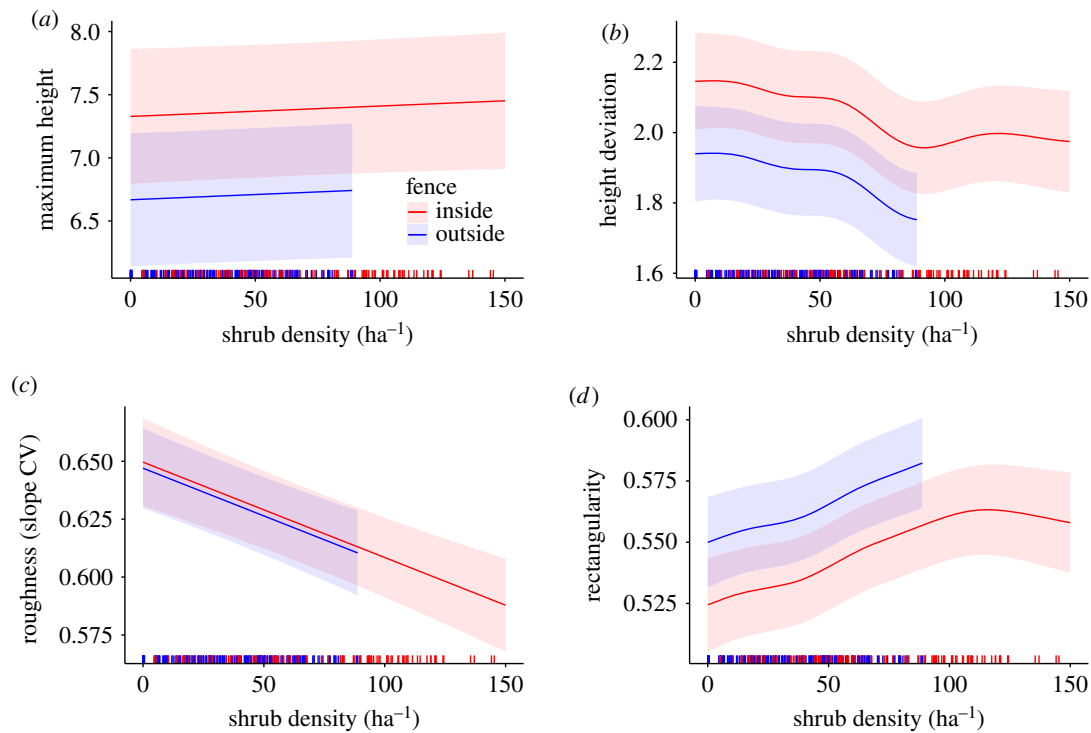 (a)
8.0
7.5
7.0
6.5
maximum height
fence
inside
outside
0
50
100
150
shrub density (ha⁻¹)
(b)
2.2
2.0
1.8
1.6
height deviation
0
50
100
150
shrub density (ha⁻¹)
(c)
0.650
0.625
0.600
0.575
roughness (slope CV)
0
50
100
150
shrub density (ha⁻¹)
(d)
0.600
0.575
0.550
0.525
rectangularity
0
50
100
150
shrub density (ha⁻¹)